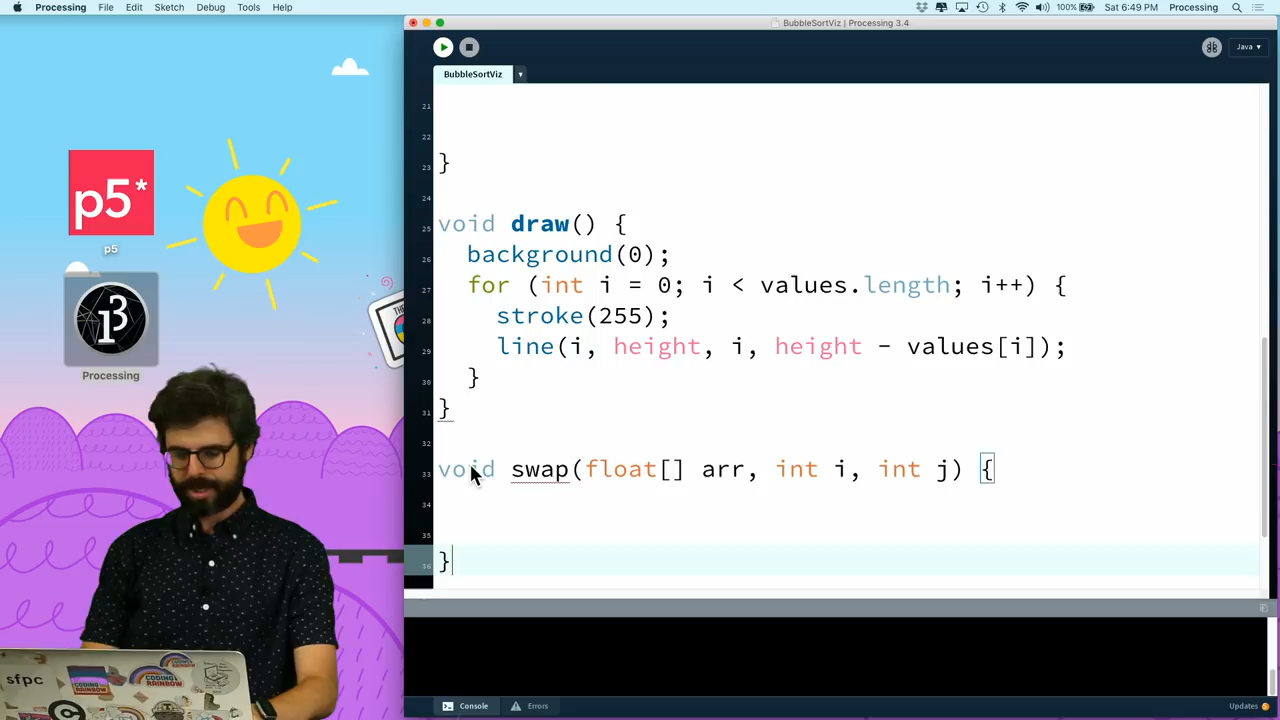 Processing File Edit Sketch Debug Tools Help 100% Sat 6:49 PM Processing
BubbleSortViz | Processing 3.4
Java
BubbleSortViz
21
22
23 }
24
25 void draw() {
26 background(0);
27 for (int i = 0; i < values.length; i++) {
28 stroke(255);
29 line(i, height, i, height - values[i]);
30 }
31 }
32
33 void swap(float[] arr, int i, int j) {
34
35
36 }
Console Errors Updates
p5*
p5
Processing
sfpc
CODING
RAINBOW